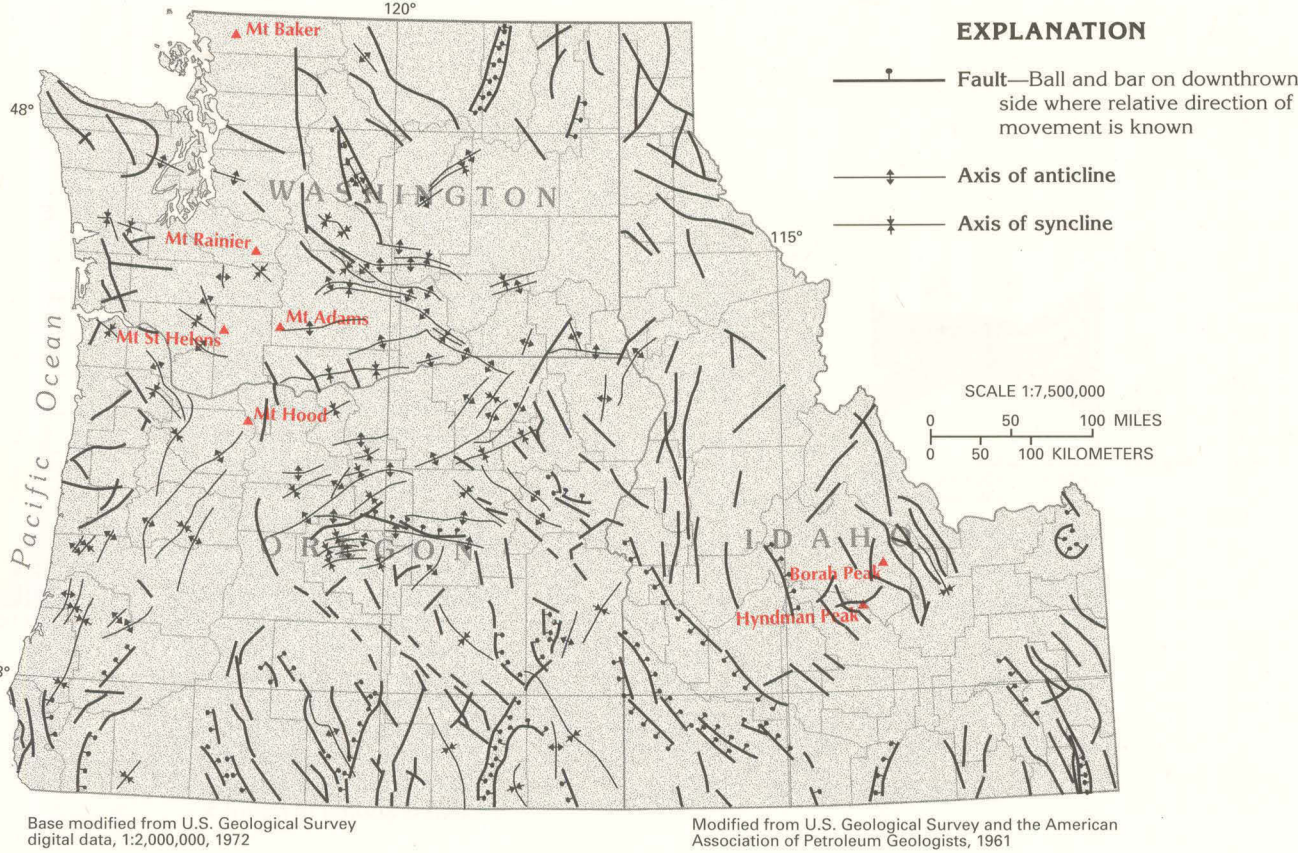 120°
Mt Baker
EXPLANATION
Fault—Ball and bar on downthrown
side where relative direction of
movement is known
48°
Axis of anticline
WASHINGTON
Axis of syncline
Mt Rainier
115°
Mt Adams
Mt St Helens
Pacific Ocean
SCALE 1:7,500,000
0 50 100 MILES
0 50 100 KILOMETERS
Mt Hood
OREGON
IDAHO
Borah Peak
Hyndman Peak
Base modified from U.S. Geological Survey
digital data, 1:2,000,000, 1972
Modified from U.S. Geological Survey and the American
Association of Petroleum Geologists, 1961